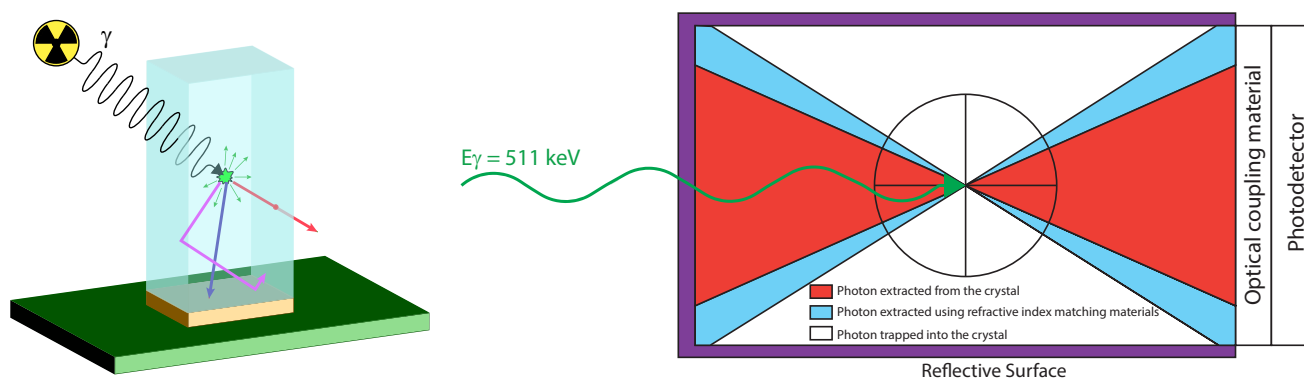 γ
Eγ = 511 keV
Photon extracted from the crystal
Photon extracted using refractive index matching materials
Photon trapped into the crystal
Optical coupling material
Photodetector
Reflective Surface